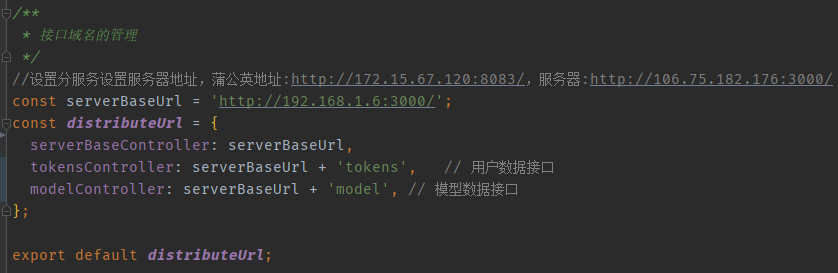 /**
 * 接口域名的管理
 */
//设置分服务设置服务器地址，蒲公英地址:http://172.15.67.120:8083/，服务器:http://106.75.182.176:3000/
const serverBaseUrl = 'http://192.168.1.6:3000/';
const distributeUrl = {
  serverBaseController: serverBaseUrl,
  tokensController: serverBaseUrl + 'tokens',   // 用户数据接口
  modelController: serverBaseUrl + 'model', // 模型数据接口
};
export default distributeUrl;